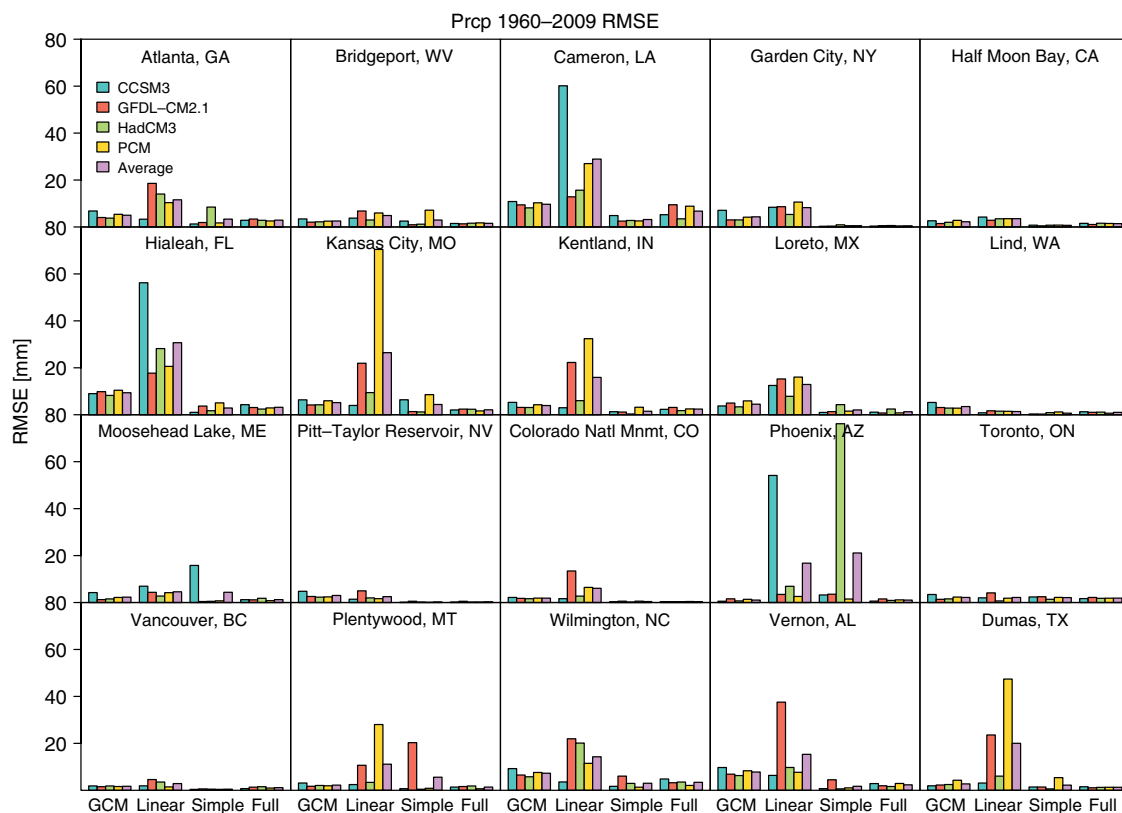 Prcp 1960–2009 RMSE
80
Atlanta, GA
Bridgeport, WV
Cameron, LA
Garden City, NY
Half Moon Bay, CA
CCSM3
GFDL–CM2.1
HadCM3
PCM
Average
60
40
20
80
Hialeah, FL
Kansas City, MO
Kentland, IN
Loreto, MX
Lind, WA
60
40
20
80
Moosehead Lake, ME
Pitt–Taylor Reservoir, NV
Colorado Natl Mnmt, CO
Phoenix, AZ
Toronto, ON
60
40
20
80
Vancouver, BC
Plentywood, MT
Wilmington, NC
Vernon, AL
Dumas, TX
60
40
20
RMSE [mm]
GCM Linear Simple Full GCM Linear Simple Full GCM Linear Simple Full GCM Linear Simple Full GCM Linear Simple Full